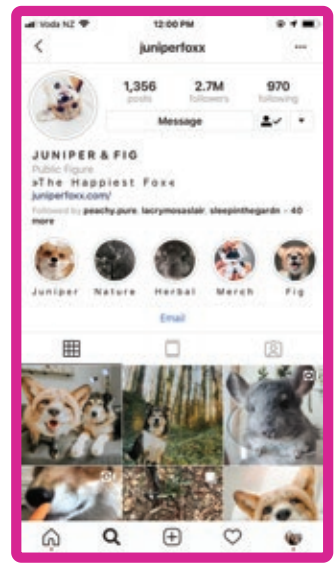 Voda NZ 12:00 PM
juniperfoxx
1,356 2.7M 970
posts followers following
Message
JUNIPER & FIG
Public Figure
»The Happiest Fox«
juniperfoxx.com/
Followed by peachy.pure, lacrymosaslair, sleepinthegardn + 40
more
Juniper Nature Herbal Merch Fig
Email